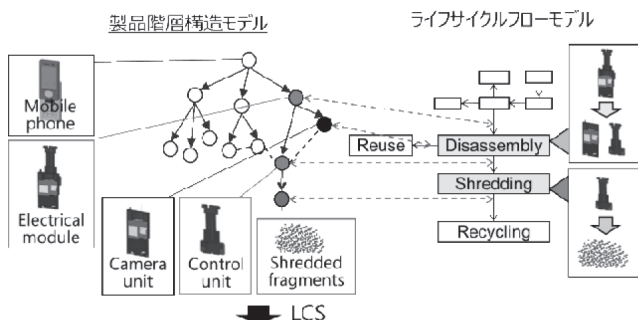 製品階層構造モデル
ライフサイクルフローモデル
Mobile
phone
Electrical
module
Camera
unit
Control
unit
Shredded
fragments
Reuse
Disassembly
Shredding
Recycling
LCS